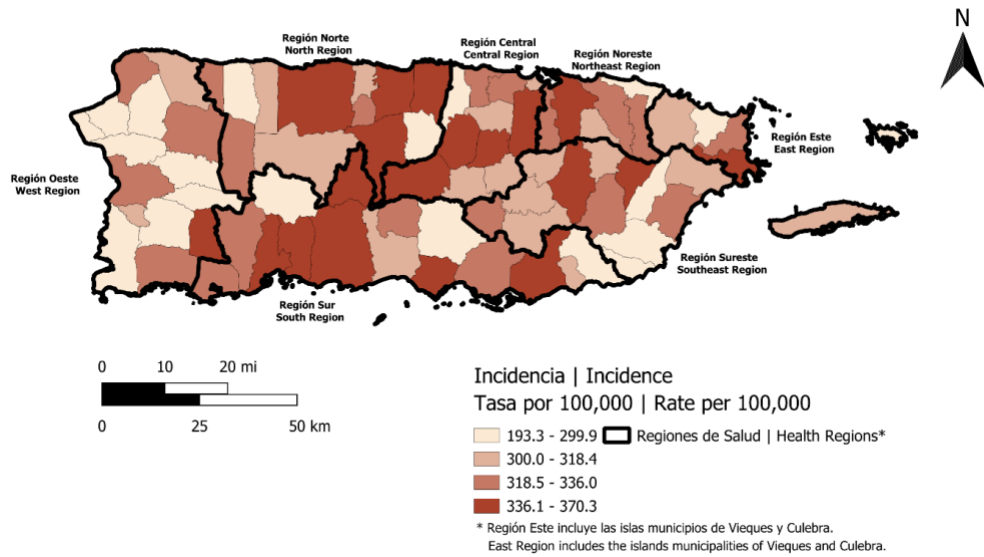 N
Región Norte
North Region
Región Central
Central Region
Región Noreste
Northeast Region
Región Este
East Region
Región Oeste
West Region
Región Sureste
Southeast Region
Región Sur
South Region
0 10 20 mi
0 25 50 km
Incidencia | Incidence
Tasa por 100,000 | Rate per 100,000
193.3 - 299.9 Regiones de Salud | Health Regions*
300.0 - 318.4
318.5 - 336.0
336.1 - 370.3
* Región Este incluye las islas municipios de Vieques y Culebra.
East Region includes the islands municipalities of Vieques and Culebra.